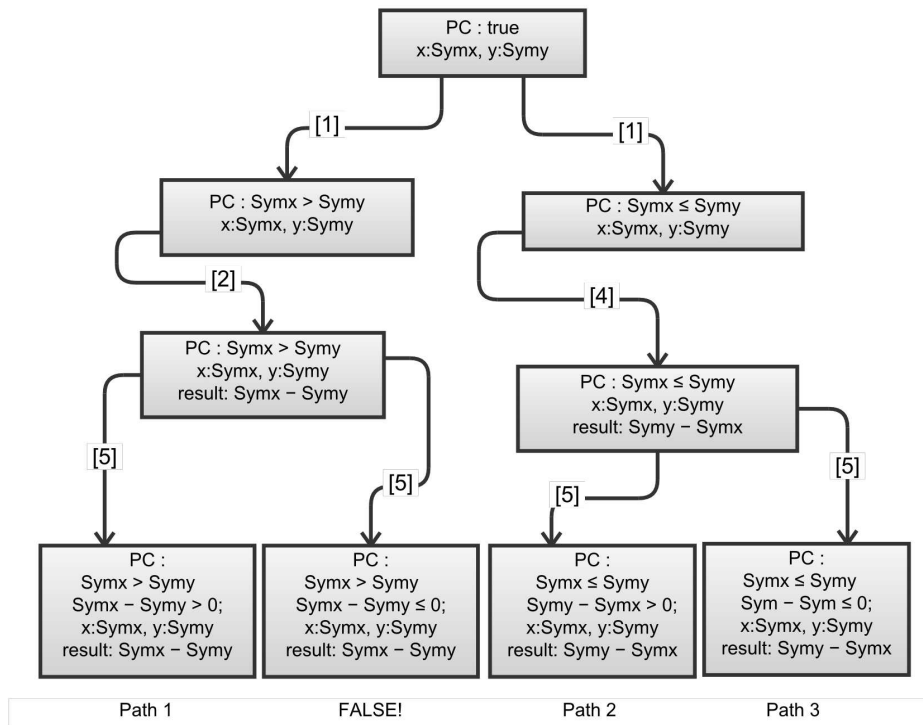 PC : true
x:Symx, y:Symy
[1]
[1]
PC : Symx > Symy
x:Symx, y:Symy
PC : Symx ≤ Symy
x:Symx, y:Symy
[2]
[4]
PC : Symx > Symy
x:Symx, y:Symy
result: Symx − Symy
PC : Symx ≤ Symy
x:Symx, y:Symy
result: Symy − Symx
[5]
[5]
[5]
[5]
PC :
Symx > Symy
Symx − Symy > 0;
x:Symx, y:Symy
result: Symx − Symy
PC :
Symx > Symy
Symx − Symy ≤ 0;
x:Symx, y:Symy
result: Symx − Symy
PC :
Symx ≤ Symy
Symy − Symx > 0;
x:Symx, y:Symy
result: Symy − Symx
PC :
Symx ≤ Symy
Sym − Sym ≤ 0;
x:Symx, y:Symy
result: Symy − Symx
Path 1
FALSE!
Path 2
Path 3